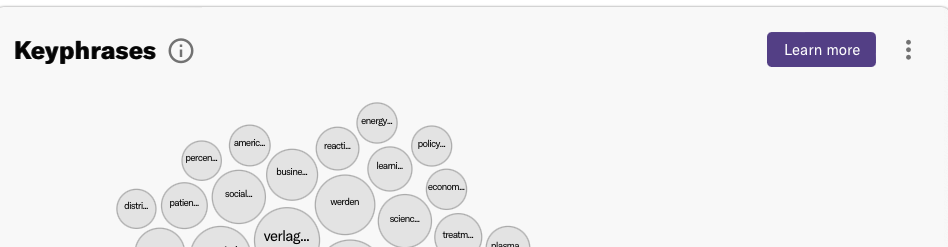 Keyphrases
Learn more
energy...
americ...
reacti...
policy...
percen...
learni...
busine...
econom...
social...
patien...
werden
distri...
scienc...
verlag...
treatm...
plasma